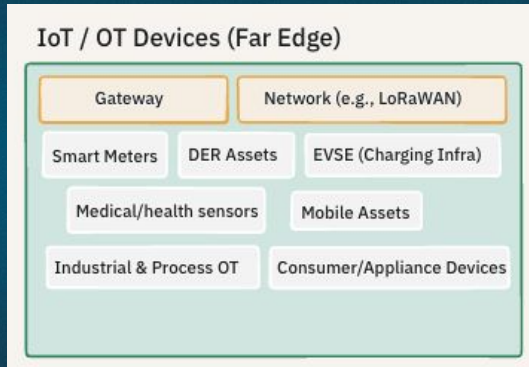 IoT / OT Devices (Far Edge)
Gateway
Network (e.g., LoRaWAN)
Smart Meters
DER Assets
EVSE (Charging Infra)
Medical/health sensors
Mobile Assets
Industrial & Process OT
Consumer/Appliance Devices